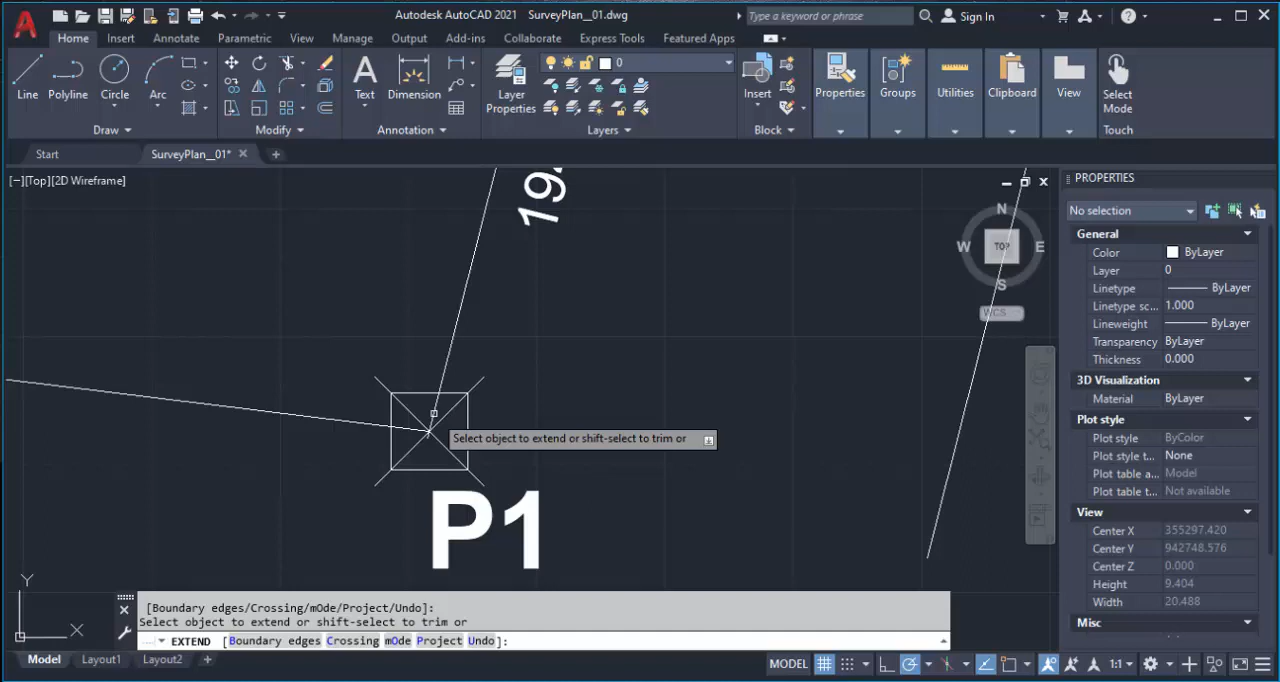 Autodesk AutoCAD 2021 SurveyPlan__01.dwg
Type a keyword or phrase
Sign In
Home Insert Annotate Parametric View Manage Output Add-ins Collaborate Express Tools Featured Apps
0
Line Polyline Circle Arc
Text Dimension
Layer Properties
Insert
Properties Groups Utilities Clipboard View
Select Mode
Draw Modify Annotation Layers Block Touch
Start SurveyPlan__01*
[−][Top][2D Wireframe]
19.
N
W TOP E
S
WCS
Select object to extend or shift-select to trim or
P1
Y
X
PROPERTIES
No selection
General
Color ByLayer
Layer 0
Linetype ByLayer
Linetype sc... 1.000
Lineweight ByLayer
Transparency ByLayer
Thickness 0.000
3D Visualization
Material ByLayer
Plot style
Plot style ByColor
Plot style t... None
Plot table a... Model
Plot table t... Not available
View
Center X 355297.420
Center Y 942748.576
Center Z 0.000
Height 9.404
Width 20.488
Misc
[Boundary edges/Crossing/mOde/Project/Undo]:
Select object to extend or shift-select to trim or
EXTEND [Boundary edges Crossing mOde Project Undo]:
Model Layout1 Layout2
MODEL 1:1